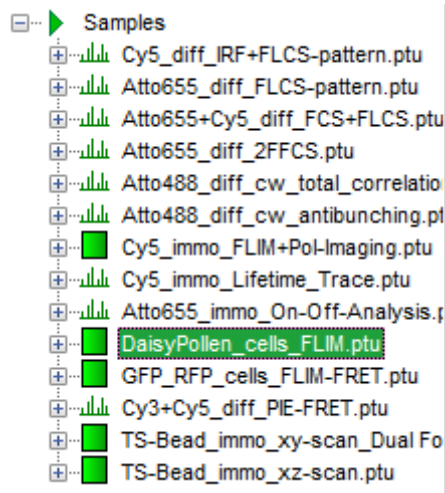 Samples
Cy5_diff_IRF+FLCS-pattern.ptu
Atto655_diff_FLCS-pattern.ptu
Atto655+Cy5_diff_FCS+FLCS.ptu
Atto655_diff_2FFCS.ptu
Atto488_diff_cw_total_correlatio
Atto488_diff_cw_antibunching.pt
Cy5_immo_FLIM+Pol-Imaging.ptu
Cy5_immo_Lifetime_Trace.ptu
Atto655_immo_On-Off-Analysis.p
DaisyPollen_cells_FLIM.ptu
GFP_RFP_cells_FLIM-FRET.ptu
Cy3+Cy5_diff_PIE-FRET.ptu
TS-Bead_immo_xy-scan_Dual Fo
TS-Bead_immo_xz-scan.ptu